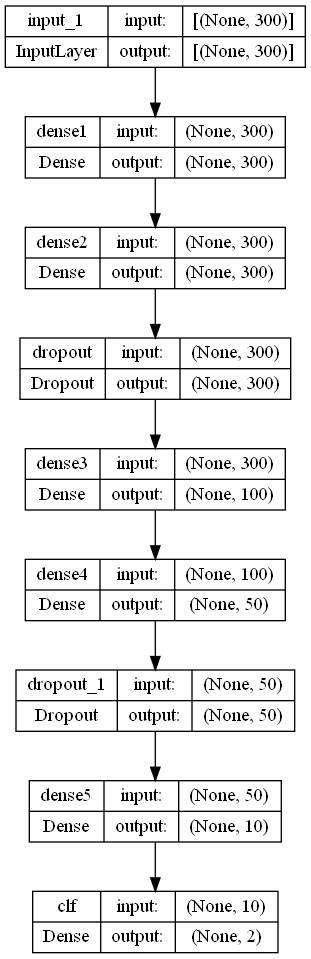 input_1 input: [(None, 300)]
InputLayer output: [(None, 300)]
dense1 input: (None, 300)
Dense output: (None, 300)
dense2 input: (None, 300)
Dense output: (None, 300)
dropout input: (None, 300)
Dropout output: (None, 300)
dense3 input: (None, 300)
Dense output: (None, 100)
dense4 input: (None, 100)
Dense output: (None, 50)
dropout_1 input: (None, 50)
Dropout output: (None, 50)
dense5 input: (None, 50)
Dense output: (None, 10)
clf input: (None, 10)
Dense output: (None, 2)